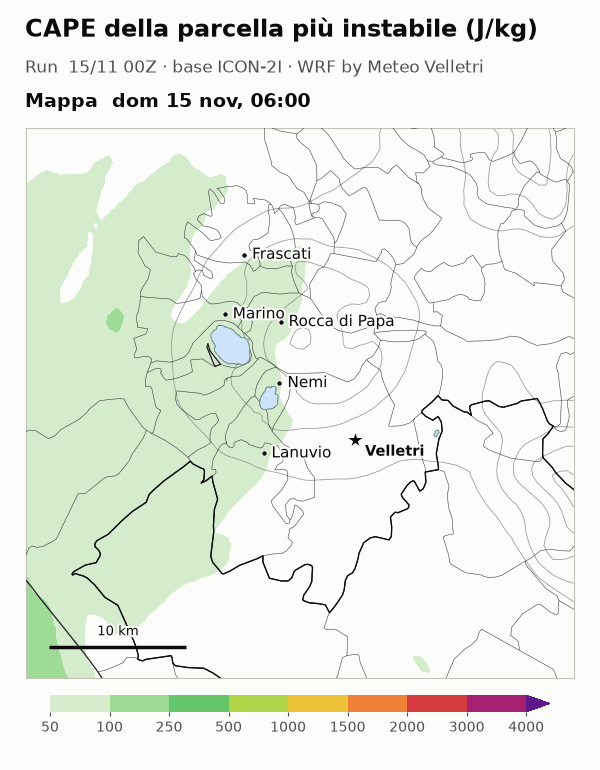 CAPE della parcella più instabile (J/kg)
Run  15/11 00Z · base ICON-2I · WRF by Meteo Velletri
Mappa  dom 15 nov, 06:00
Frascati
Marino
Rocca di Papa
Nemi
Velletri
Lanuvio
10 km
50 100 250 500 1000 1500 2000 3000 4000